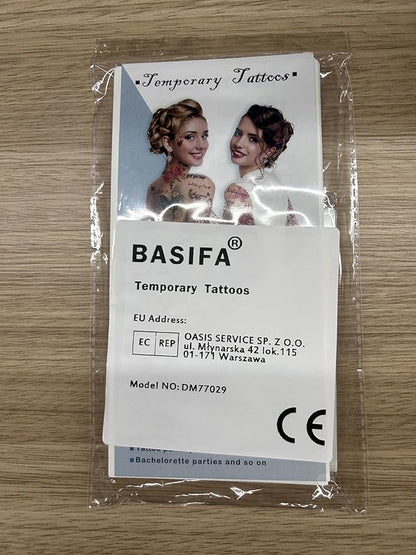 ▪Temporary Tattoos▪
BASIFA®
Temporary Tattoos
EU Address:
EC REP
OASIS SERVICE SP. Z O.O.
ul. Młynarska 42 lok.115
01-171 Warszawa
Model NO: DM77029
CE
▪Bachelorette parties and so on